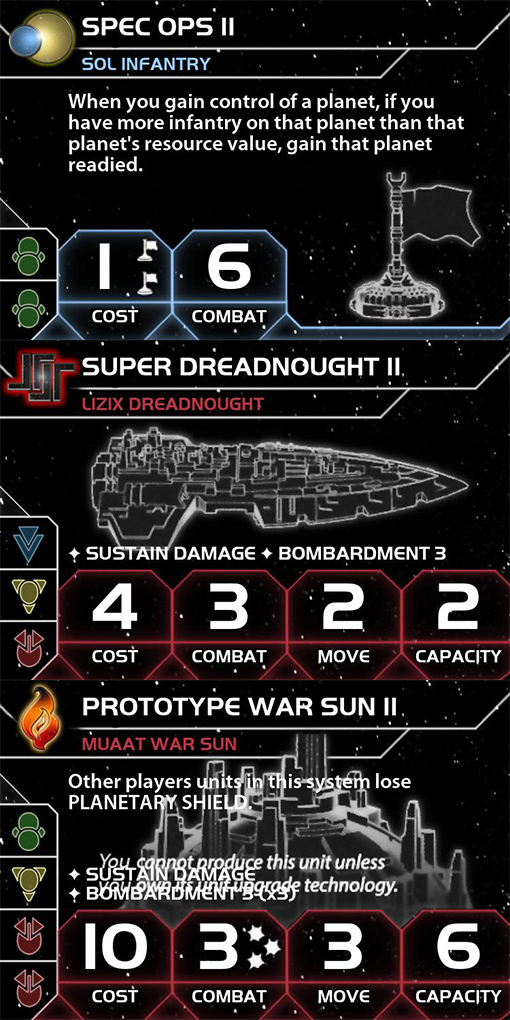 SPEC OPS II
SOL INFANTRY
When you gain control of a planet, if you
have more infantry on that planet than that
planet's resource value, gain that planet
readied.
1 6
COST COMBAT
SUPER DREADNOUGHT II
LIZIX DREADNOUGHT
✦ SUSTAIN DAMAGE ✦ BOMBARDMENT 3
4 3 2 2
COST COMBAT MOVE CAPACITY
PROTOTYPE WAR SUN II
MUAAT WAR SUN
Other players units in this system lose
PLANETARY SHIELD.
You cannot produce this unit unless
✦ SUSTAIN DAMAGE
you own its unit upgrade technology.
✦ BOMBARDMENT 3 (x3)
10 3 3 6
COST COMBAT MOVE CAPACITY